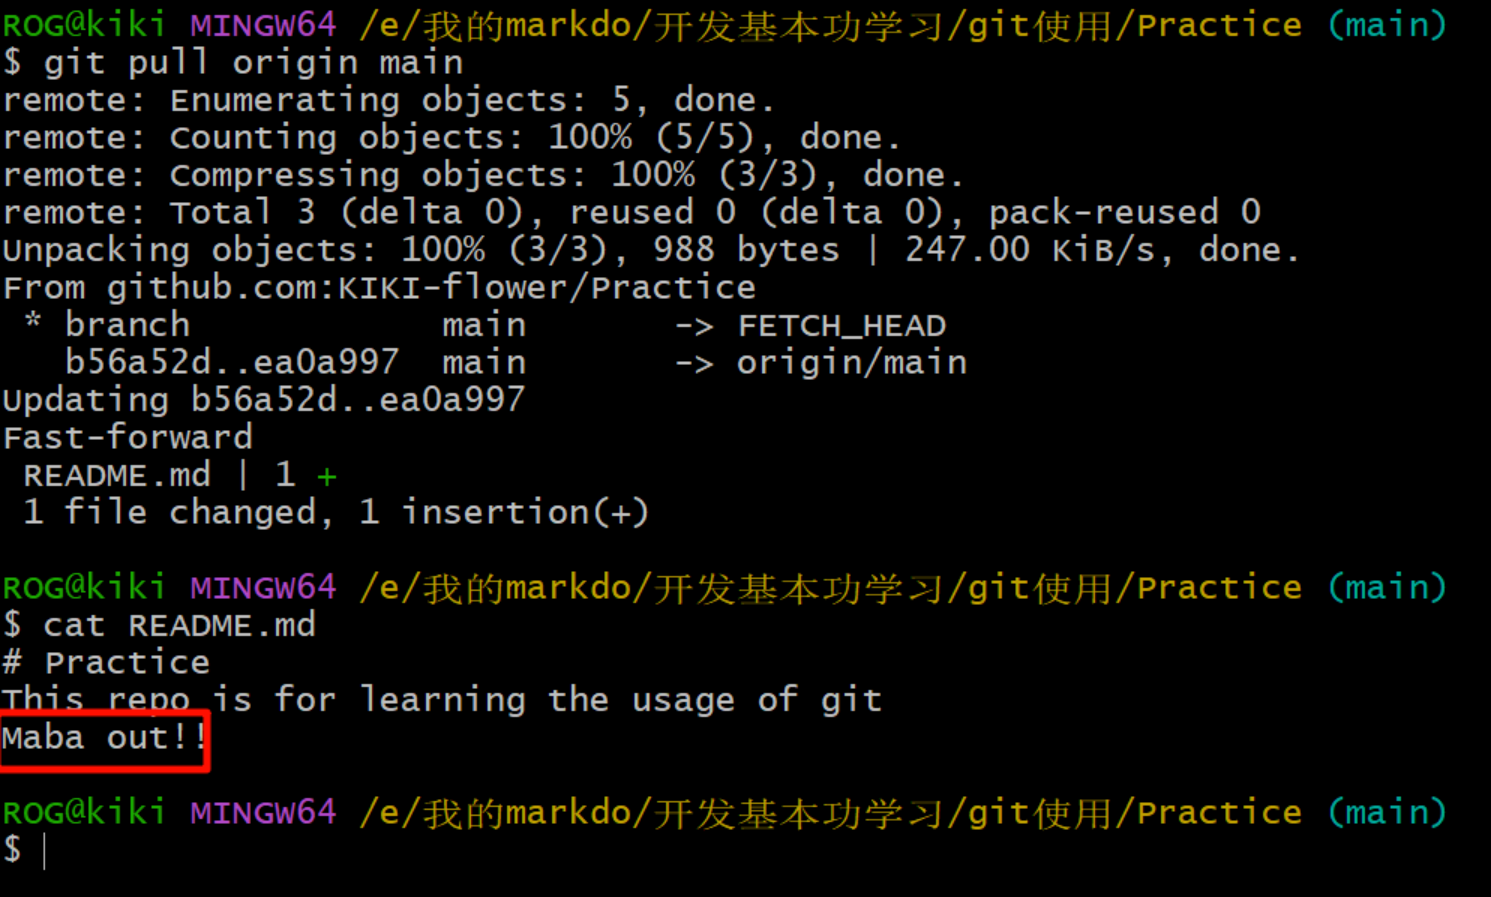 ROG@kiki MINGW64 /e/我的markdo/开发基本功学习/git使用/Practice (main)
$ git pull origin main
remote: Enumerating objects: 5, done.
remote: Counting objects: 100% (5/5), done.
remote: Compressing objects: 100% (3/3), done.
remote: Total 3 (delta 0), reused 0 (delta 0), pack-reused 0
Unpacking objects: 100% (3/3), 988 bytes | 247.00 KiB/s, done.
From github.com:KIKI-flower/Practice
 * branch            main       -> FETCH_HEAD
   b56a52d..ea0a997  main       -> origin/main
Updating b56a52d..ea0a997
Fast-forward
 README.md | 1 +
 1 file changed, 1 insertion(+)
ROG@kiki MINGW64 /e/我的markdo/开发基本功学习/git使用/Practice (main)
$ cat README.md
# Practice
This repo is for learning the usage of git
Maba out!!
ROG@kiki MINGW64 /e/我的markdo/开发基本功学习/git使用/Practice (main)
$